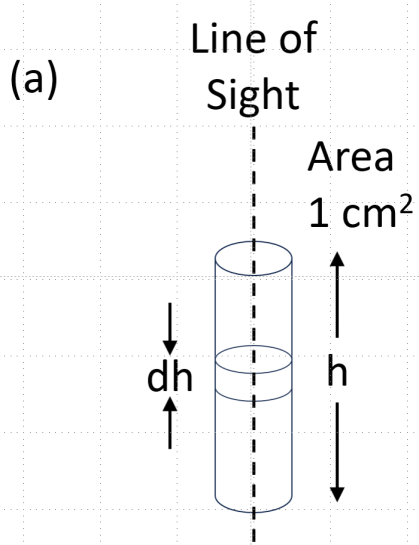 (a)
Line of
Sight
Area
1 cm²
dh
h